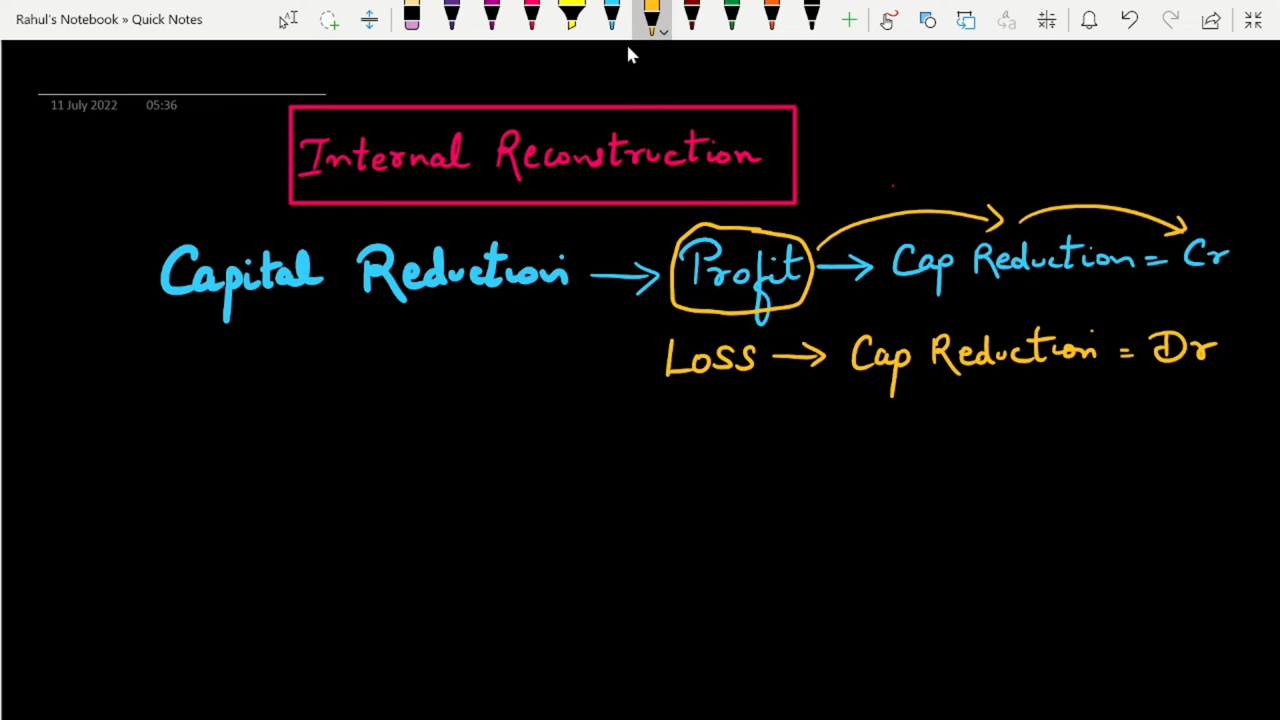 Rahul's Notebook » Quick Notes
11 July 2022 05:36
Internal Reconstruction
Capital Reduction → Profit → Cap Reduction = Cr
Loss → Cap Reduction = Dr